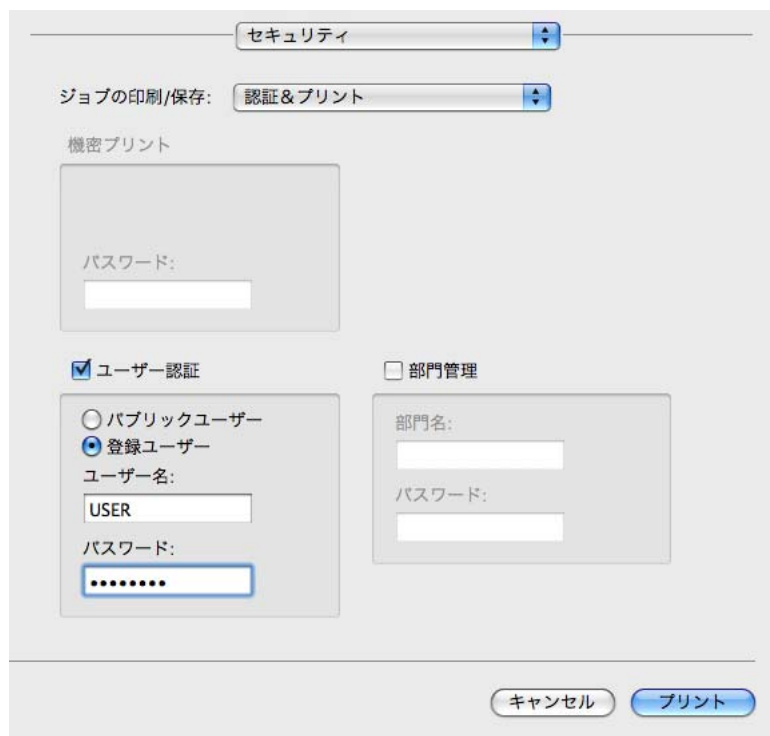 セキュリティ
ジョブの印刷/保存: 認証&プリント
機密プリント
パスワード:
ユーザー認証
パブリックユーザー
登録ユーザー
ユーザー名:
USER
パスワード:
••••••••
部門管理
部門名:
パスワード:
キャンセル プリント